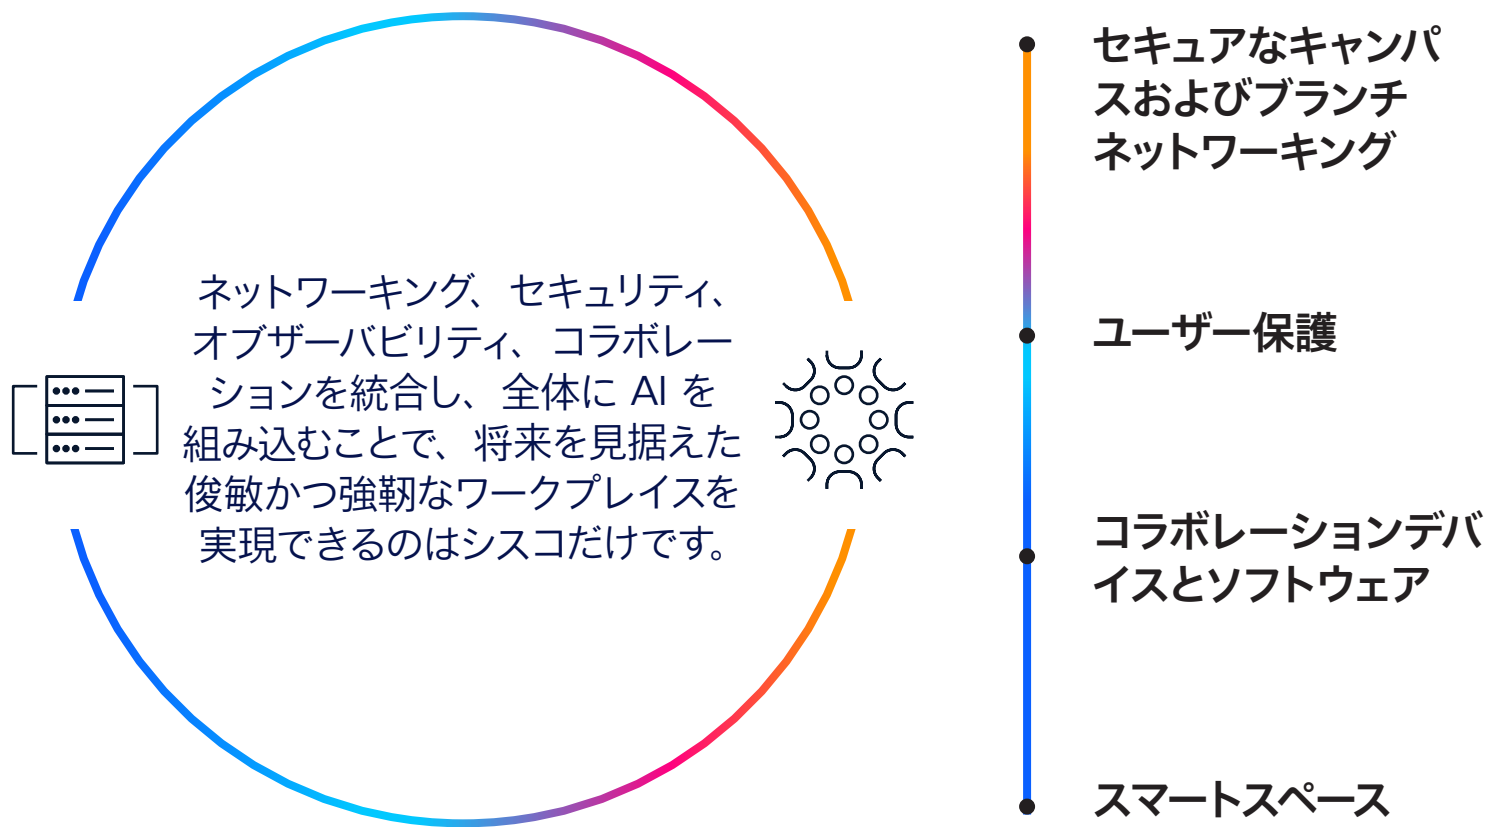 ネットワーキング、セキュリティ、
オブザーバビリティ、コラボレー
ションを統合し、全体に AI を
組み込むことで、将来を見据えた
俊敏かつ強靭なワークプレイスを
実現できるのはシスコだけです。
セキュアなキャンパ
スおよびブランチ
ネットワーキング
ユーザー保護
コラボレーションデバ
イスとソフトウェア
スマートスペース